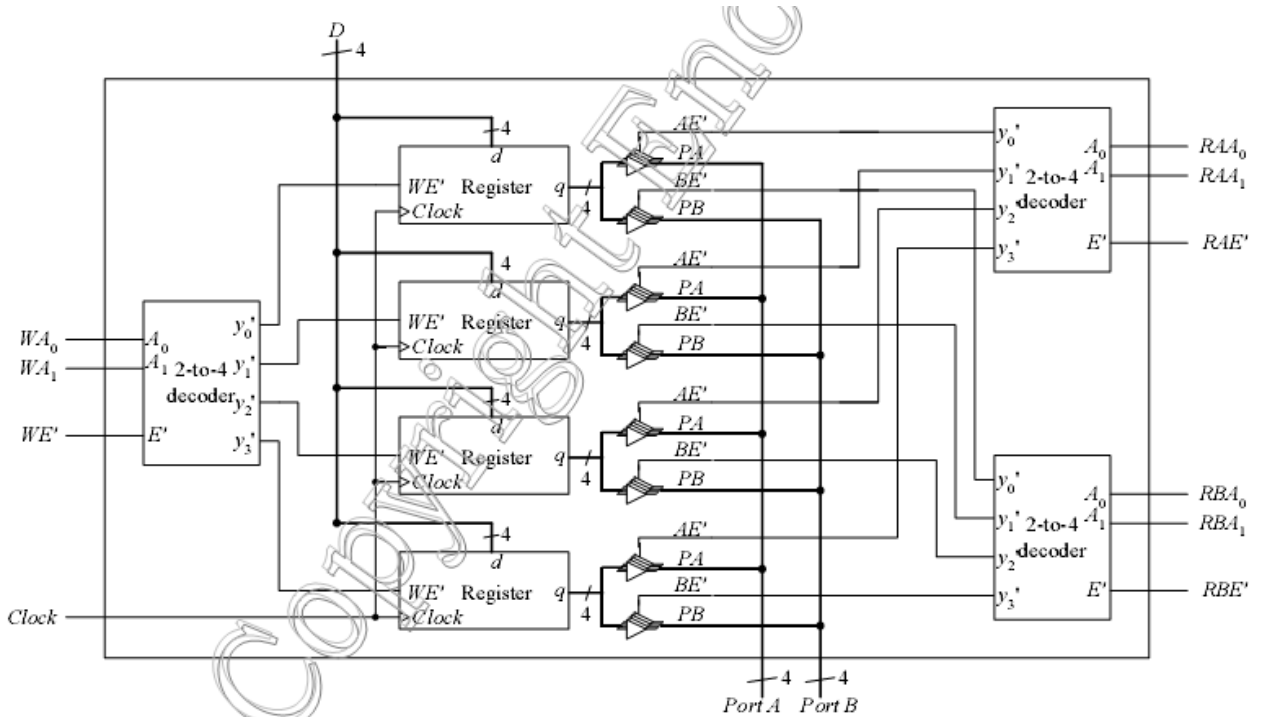 D
4
4
AE'
y0'
A0
RAA0
PA
d
WE'
Register
q
BE'
y1'
2-to-4
A1
RAA1
decoder
4
PB
y2'
Clock
y3'
E'
RAE'
4
AE'
d
PA
WE'
Register
q
BE'
y0'
WA0
A0
4
PB
Clock
WA1
A1
2-to-4
y1'
decoder
y2'
4
AE'
d
PA
WE'
E'
y3'
Register
q
BE'
WE'
4
PB
y0'
A0
RBA0
Clock
y1'
2-to-4
A1
RBA1
4
AE'
decoder
d
PA
y2'
WE'
Register
q
BE'
y3'
E'
RBE'
4
PB
Clock
Clock
4
4
Port A
Port B
Copyright Eno